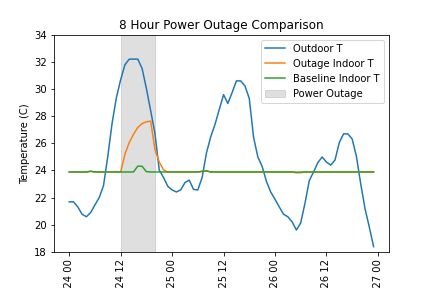 8 Hour Power Outage Comparison
34
32
30
28
26
24
22
20
18
Temperature (C)
Outdoor T
Outage Indoor T
Baseline Indoor T
Power Outage
24 00
24 12
25 00
25 12
26 00
26 12
27 00